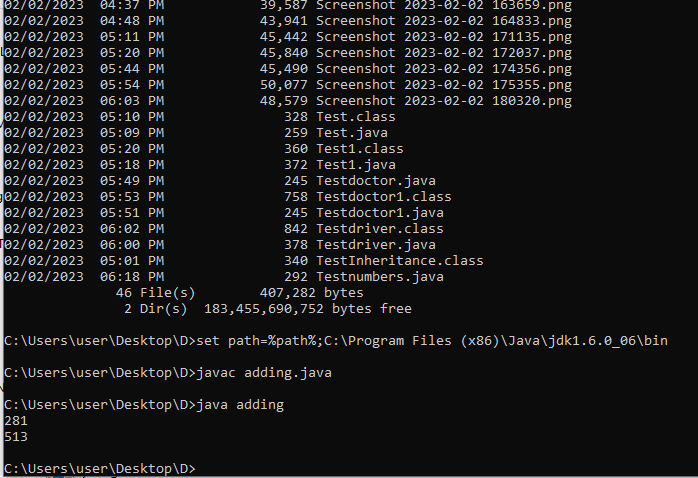 02/02/2023  04:37 PM            39,587 Screenshot 2023-02-02 163659.png
02/02/2023  04:48 PM            43,941 Screenshot 2023-02-02 164833.png
02/02/2023  05:11 PM            45,442 Screenshot 2023-02-02 171135.png
02/02/2023  05:20 PM            45,840 Screenshot 2023-02-02 172037.png
02/02/2023  05:44 PM            45,490 Screenshot 2023-02-02 174356.png
02/02/2023  05:54 PM            50,077 Screenshot 2023-02-02 175355.png
02/02/2023  06:03 PM            48,579 Screenshot 2023-02-02 180320.png
02/02/2023  05:10 PM               328 Test.class
02/02/2023  05:09 PM               259 Test.java
02/02/2023  05:20 PM               360 Test1.class
02/02/2023  05:18 PM               372 Test1.java
02/02/2023  05:49 PM               245 Testdoctor.java
02/02/2023  05:53 PM               758 Testdoctor1.class
02/02/2023  05:51 PM               245 Testdoctor1.java
02/02/2023  06:02 PM               842 Testdriver.class
02/02/2023  06:00 PM               378 Testdriver.java
02/02/2023  05:01 PM               340 TestInheritance.class
02/02/2023  06:18 PM               292 Testnumbers.java
46 File(s)        407,282 bytes
2 Dir(s)  183,455,690,752 bytes free
C:\Users\user\Desktop\D>set path=%path%;C:\Program Files (x86)\Java\jdk1.6.0_06\bin
C:\Users\user\Desktop\D>javac adding.java
C:\Users\user\Desktop\D>java adding
281
513
C:\Users\user\Desktop\D>